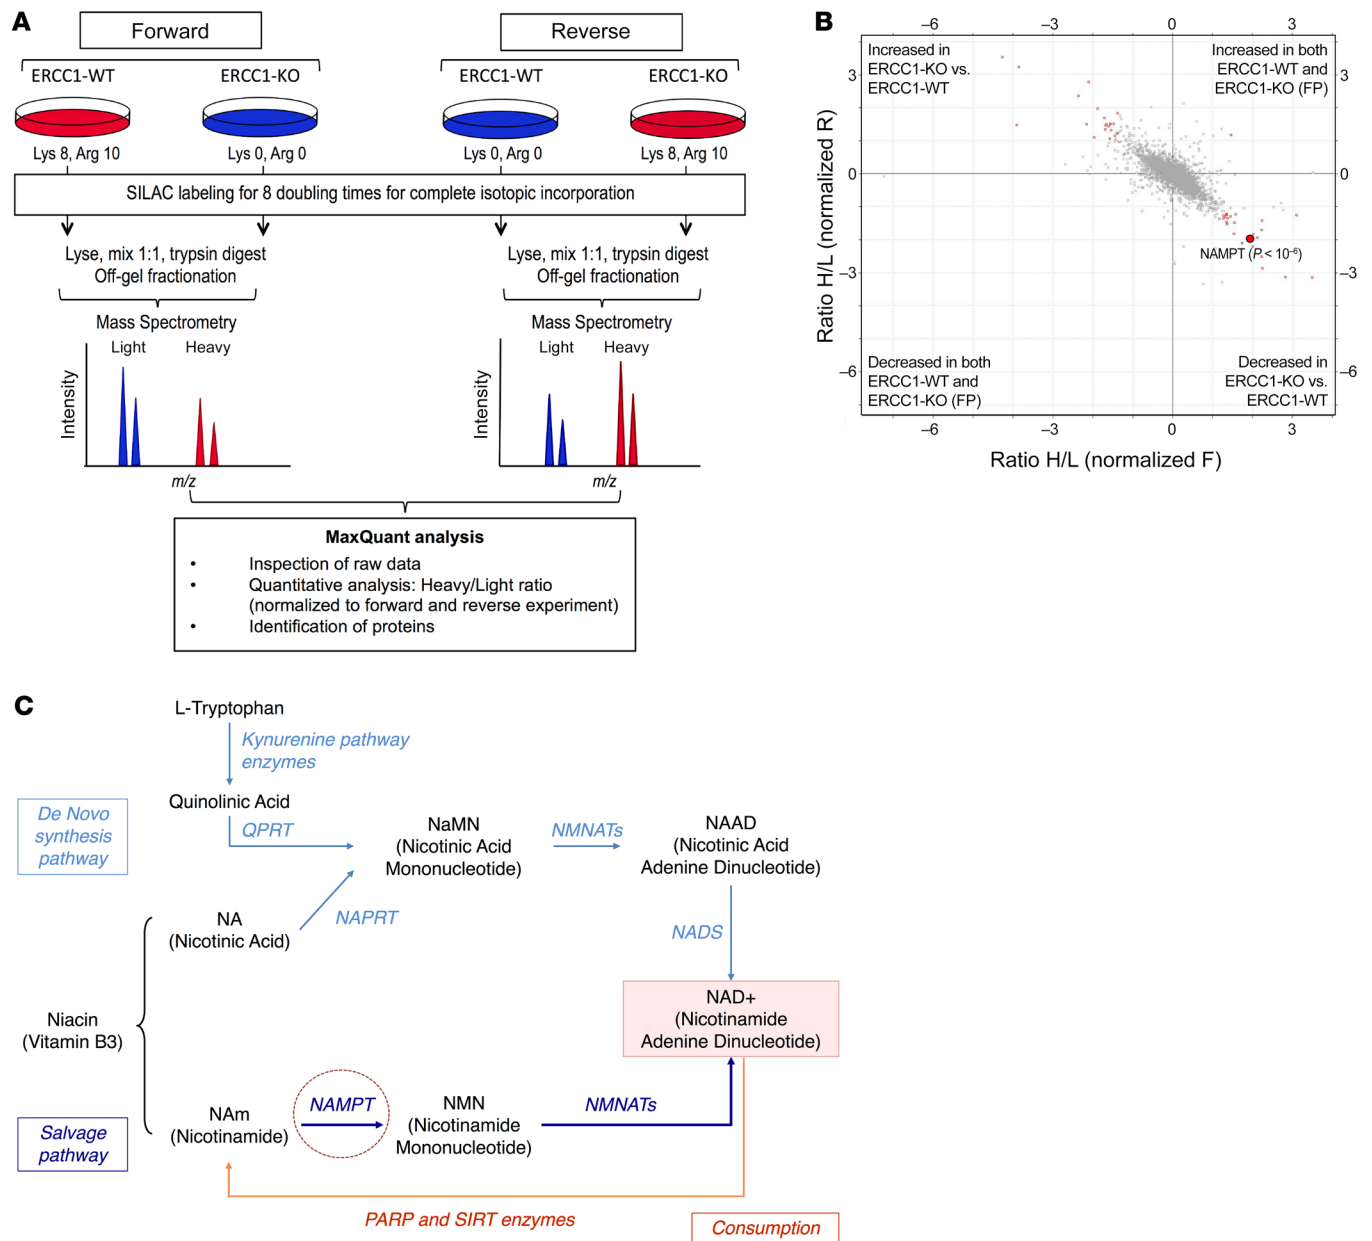 A
Forward
Reverse
ERCC1-WT
ERCC1-KO
ERCC1-WT
ERCC1-KO
Lys 8, Arg 10
Lys 0, Arg 0
Lys 0, Arg 0
Lys 8, Arg 10
SILAC labeling for 8 doubling times for complete isotopic incorporation
Lyse, mix 1:1, trypsin digest
Off-gel fractionation
Lyse, mix 1:1, trypsin digest
Off-gel fractionation
Mass Spectrometry
Mass Spectrometry
Light
Heavy
Light
Heavy
Intensity
Intensity
m/z
m/z
MaxQuant analysis
• Inspection of raw data
• Quantitative analysis: Heavy/Light ratio
(normalized to forward and reverse experiment)
• Identification of proteins
B
–6 –3 0 3
Increased in
ERCC1-KO vs.
ERCC1-WT
Increased in both
ERCC1-WT and
ERCC1-KO (FP)
3 3
0 0
–3 –3
–6 –6
NAMPT (P < 10⁻⁶)
Decreased in both
ERCC1-WT and
ERCC1-KO (FP)
Decreased in
ERCC1-KO vs.
ERCC1-WT
–6 –3 0 3
Ratio H/L (normalized R)
Ratio H/L (normalized F)
C
L-Tryptophan
Kynurenine pathway
enzymes
Quinolinic Acid
De Novo
synthesis
pathway
QPRT
NaMN
(Nicotinic Acid
Mononucleotide)
NMNATs
NAAD
(Nicotinic Acid
Adenine Dinucleotide)
NA
(Nicotinic Acid)
NAPRT
NADS
Niacin
(Vitamin B3)
NAD+
(Nicotinamide
Adenine Dinucleotide)
Salvage
pathway
NAm
(Nicotinamide)
NAMPT
NMN
(Nicotinamide
Mononucleotide)
NMNATs
PARP and SIRT enzymes
Consumption